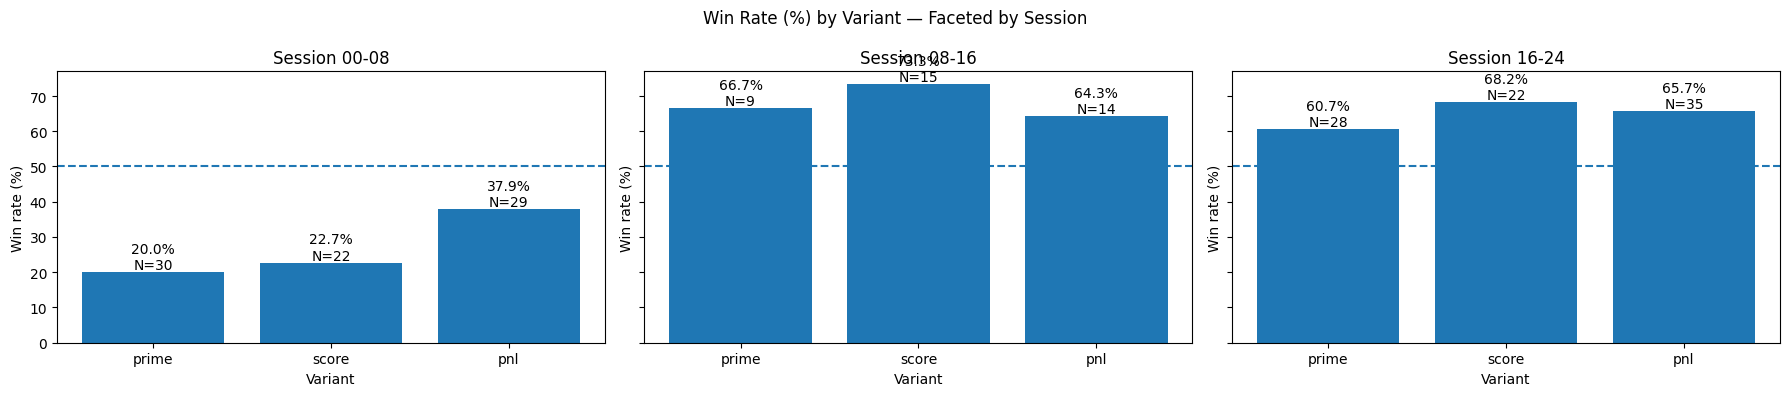 Win Rate (%) by Variant — Faceted by Session
Session 00-08
Win rate (%)
70
60
50
40
30
20
10
0
20.0%
N=30
22.7%
N=22
37.9%
N=29
prime
score
pnl
Variant
Session 08-16
Win rate (%)
66.7%
N=9
73.3%
N=15
64.3%
N=14
prime
score
pnl
Variant
Session 16-24
Win rate (%)
60.7%
N=28
68.2%
N=22
65.7%
N=35
prime
score
pnl
Variant